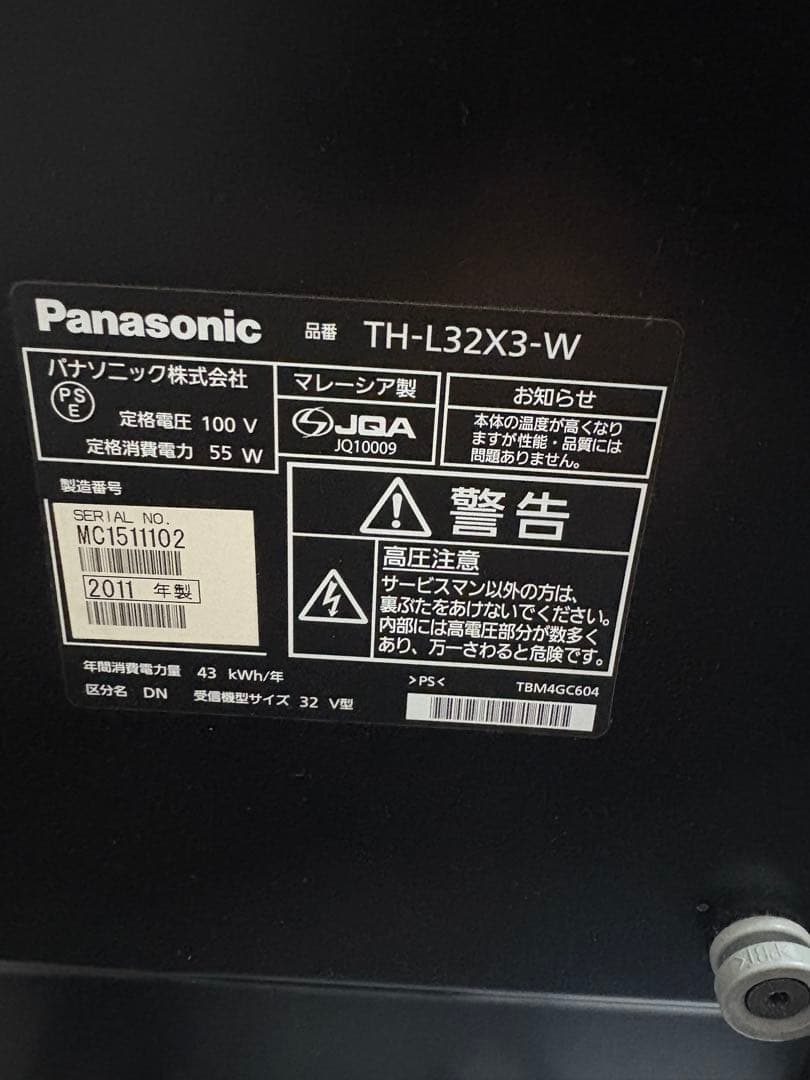 Panasonic 品番 TH-L32X3-W
パナソニック株式会社
PS
E
定格電圧 100 V
定格消費電力 55 W
マレーシア製
JQA
JQ10009
お知らせ
本体の温度が高くなり
ますが性能・品質には
問題ありません。
製造番号
SERIAL NO.
MC1511102
2011 年製
警告
高圧注意
サービスマン以外の方は、
裏ぶたをあけないでください。
内部には高電圧部分が数多く
あり、万一さわると危険です。
年間消費電力量 43 kWh/年
区分名 DN 受信機型サイズ 32 V型
>PS<
TBM4GC604
>PBK